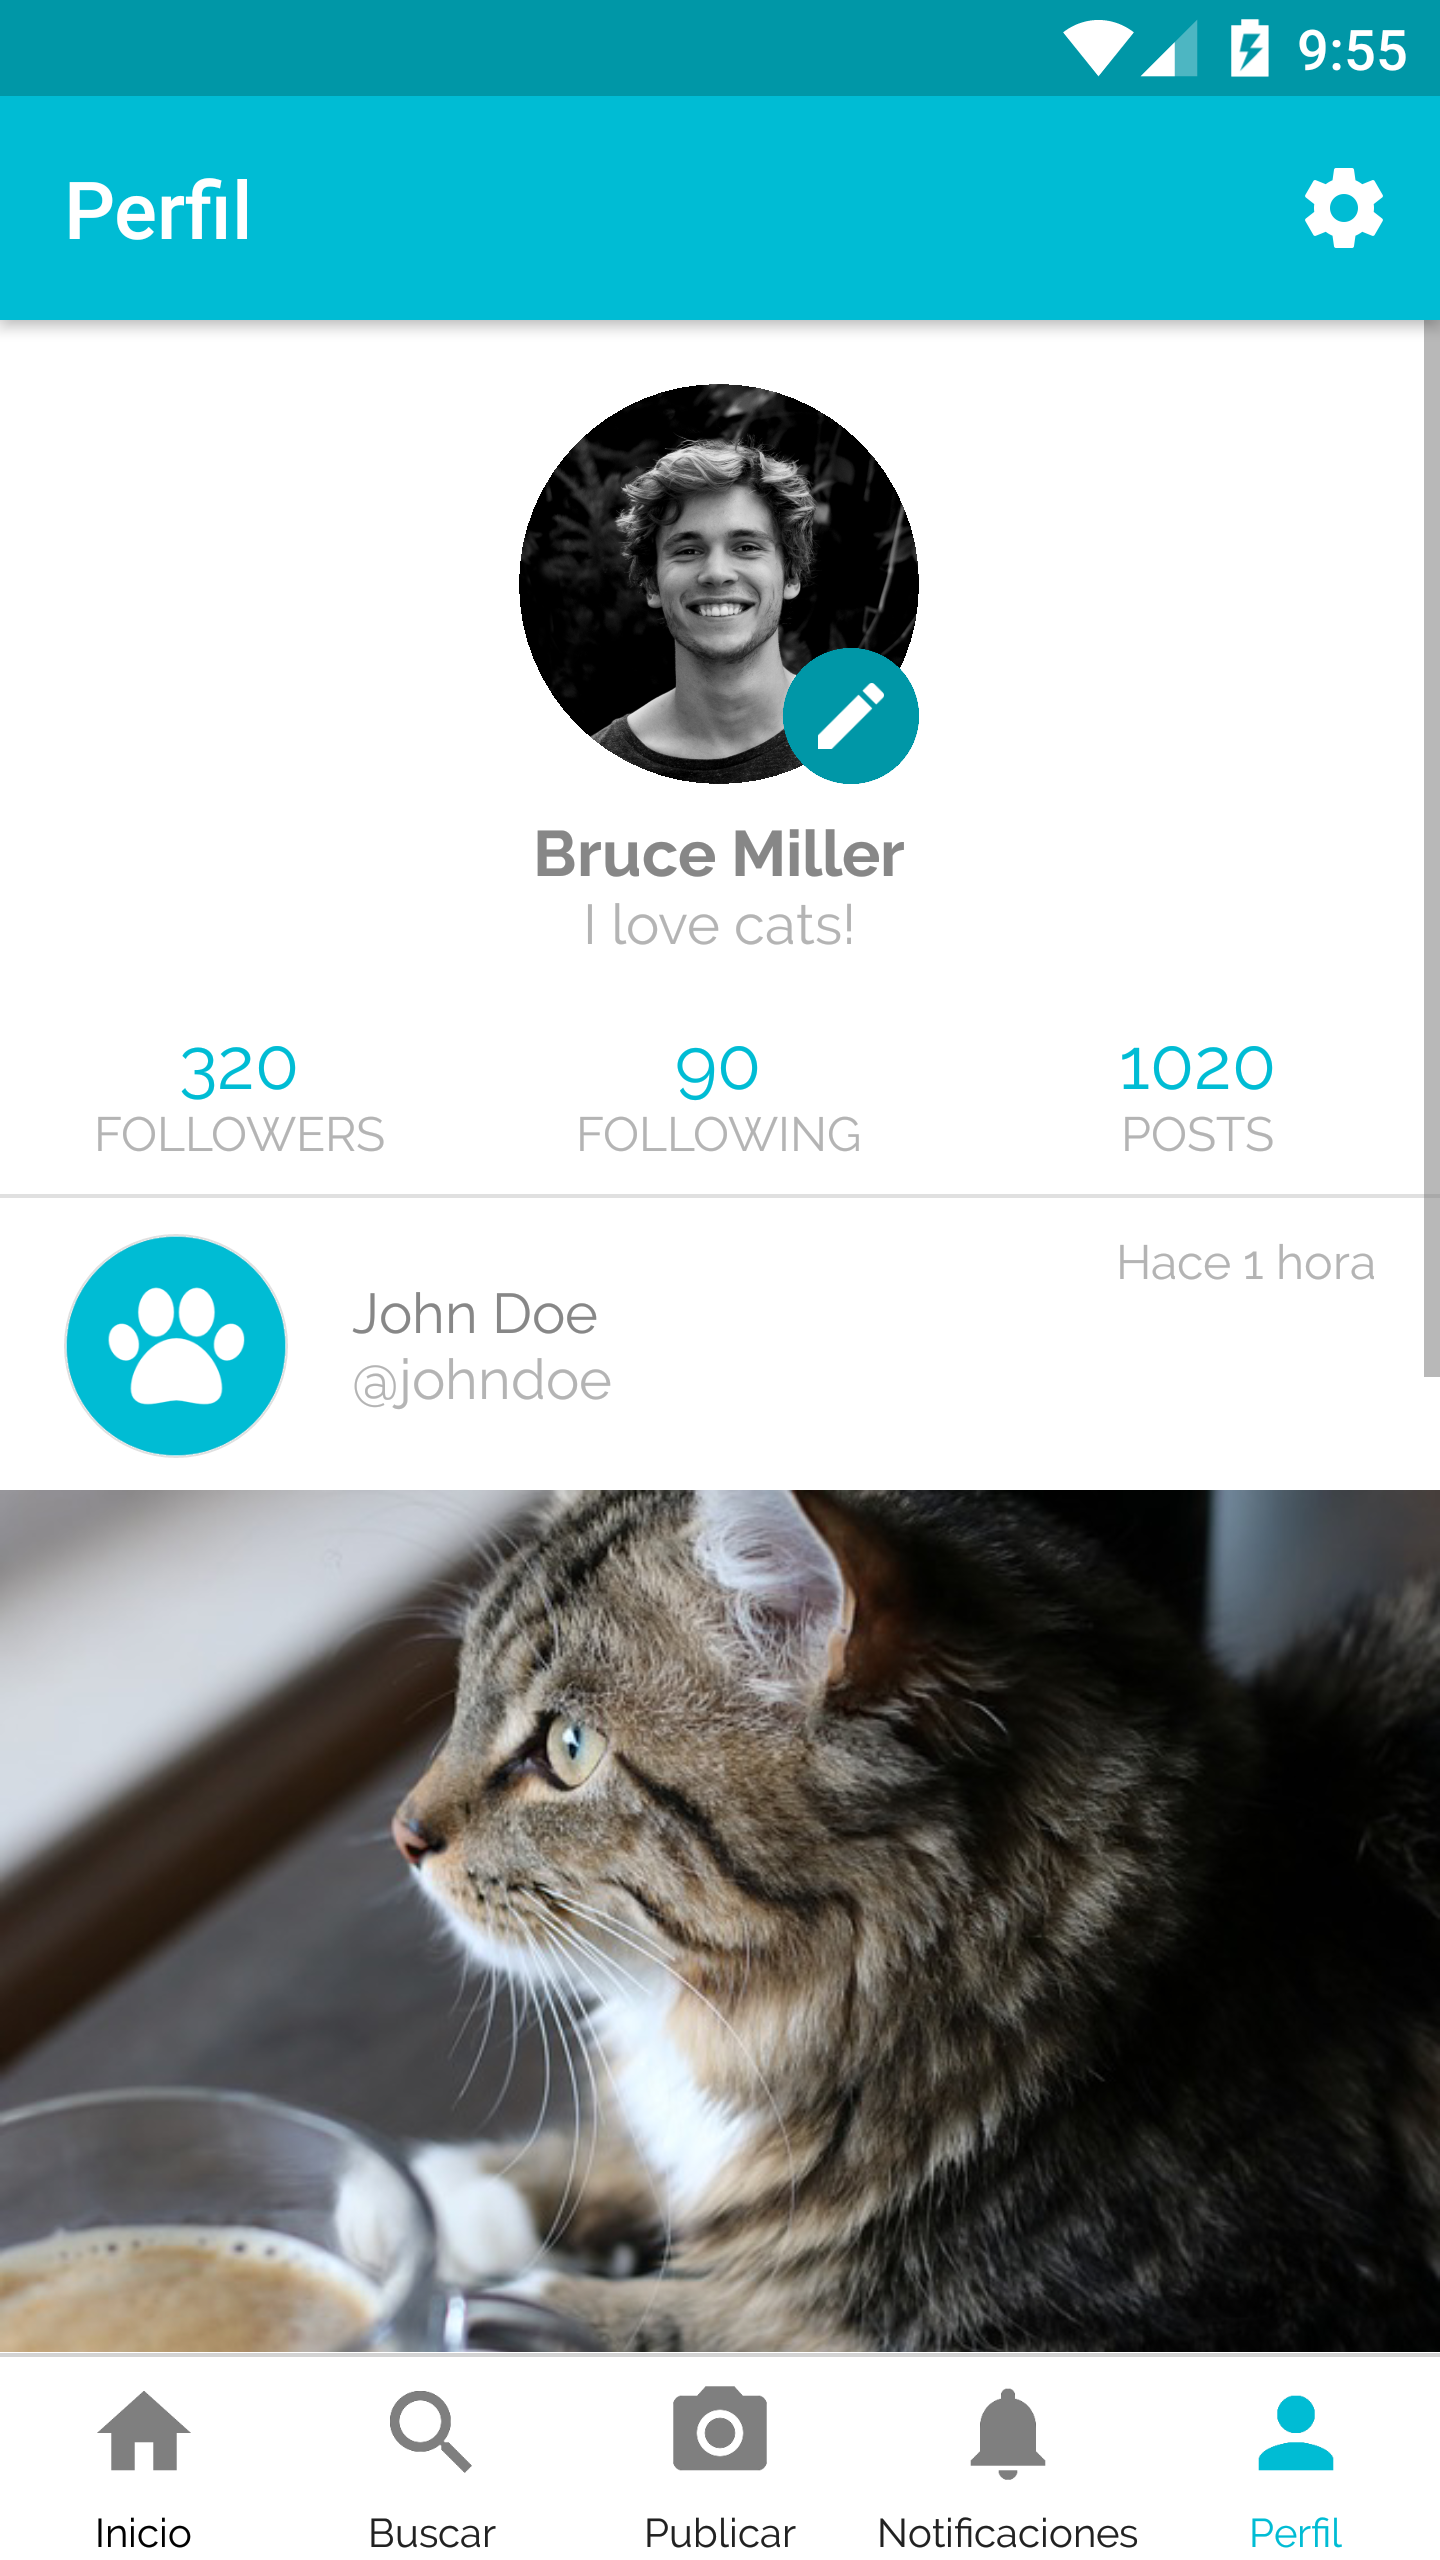 9:55
Perfil
Bruce Miller
I love cats!
320 90 1020
FOLLOWERS FOLLOWING POSTS
Hace 1 hora
John Doe
@johndoe
Inicio Buscar Publicar Notificaciones Perfil